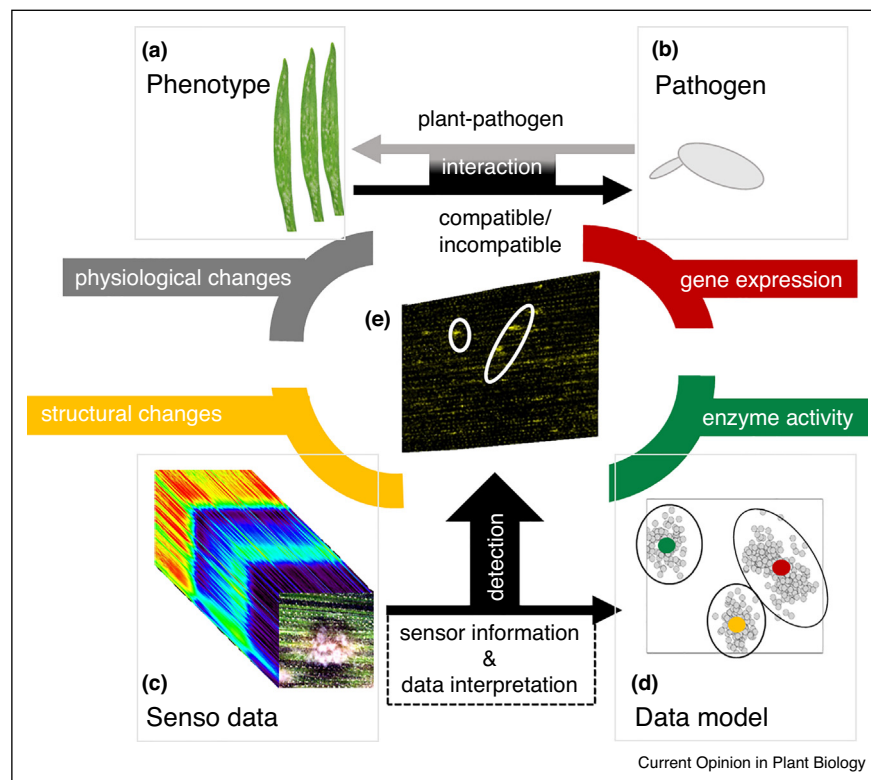 (a)
Phenotype
(b)
Pathogen
plant-pathogen
interaction
compatible/
incompatible
physiological changes
gene expression
(e)
structural changes
enzyme activity
detection
sensor information
&
data interpretation
(c)
Senso data
(d)
Data model
Current Opinion in Plant Biology